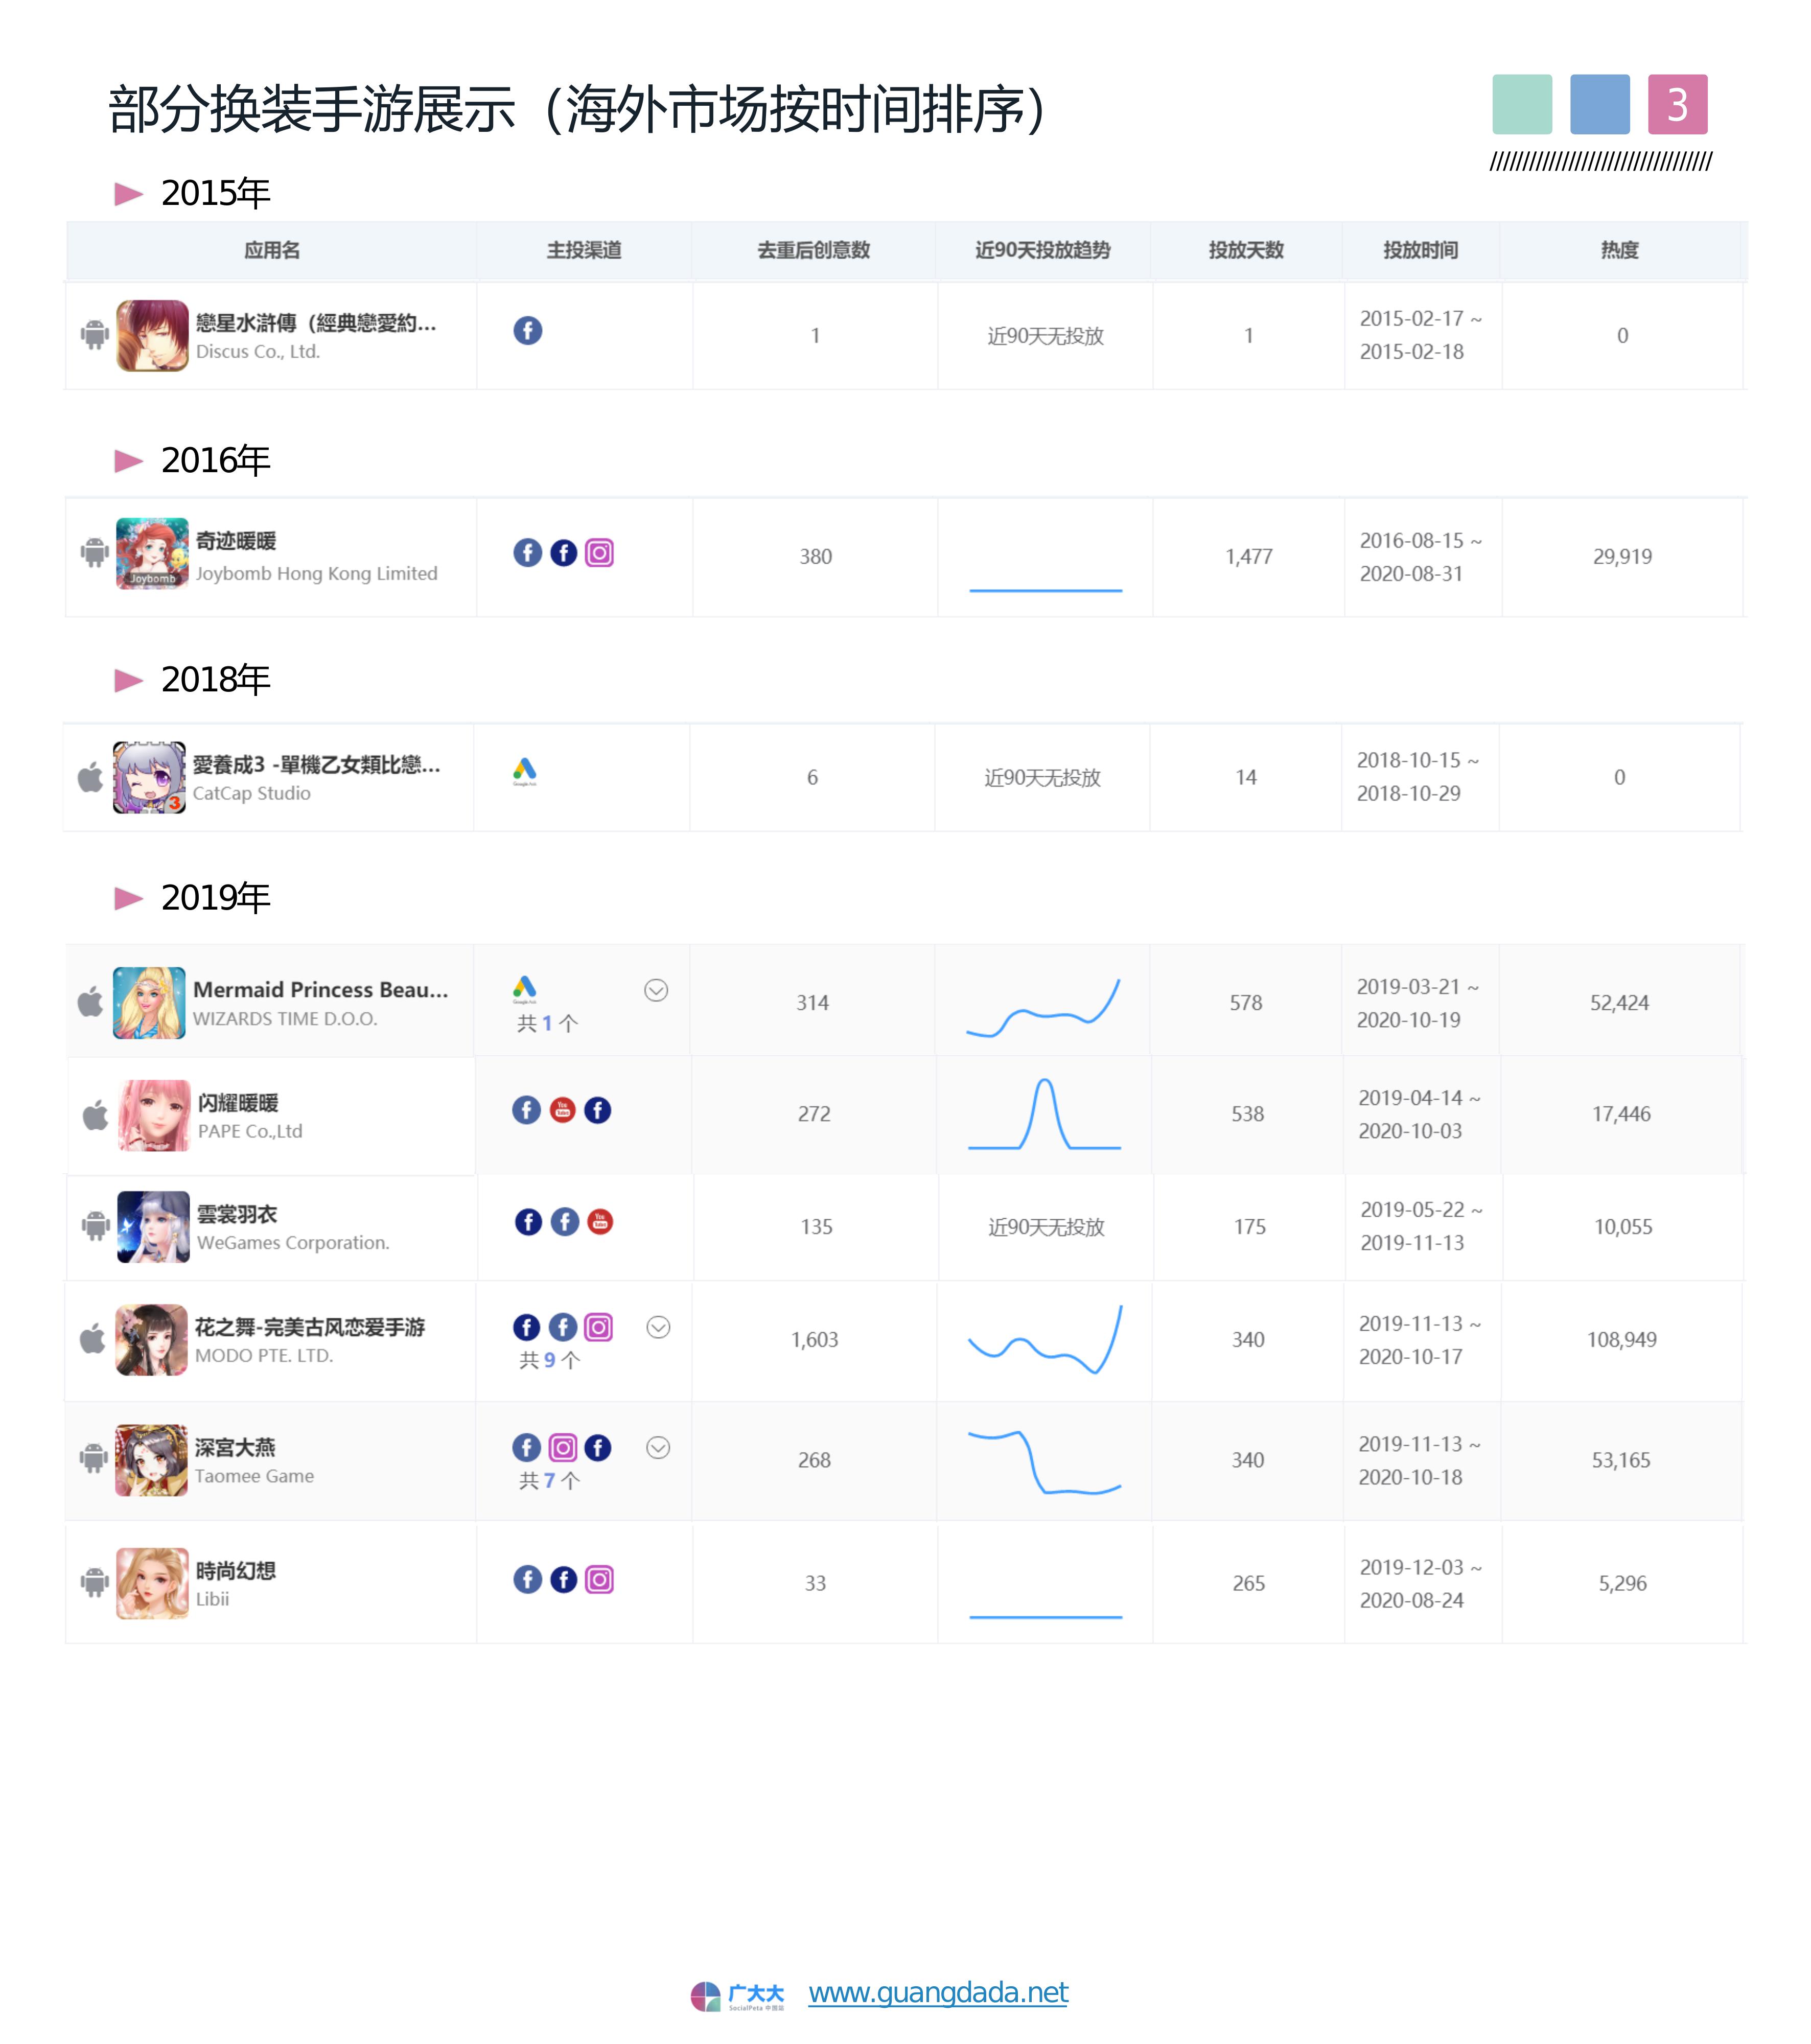 部分换装手游展示（海外市场按时间排序）
3
2015年
应用名 主投渠道 去重后创意数 近90天投放趋势 投放天数 投放时间 热度
戀星水滸傳（經典戀愛約... 1 近90天无投放 1 2015-02-17 ~ 0
Discus Co., Ltd. 2015-02-18
2016年
奇迹暖暖 380 1,477 2016-08-15 ~ 29,919
Joybomb
Joybomb Hong Kong Limited 2020-08-31
2018年
愛養成3 -單機乙女類比戀... 6 近90天无投放 14 2018-10-15 ~ 0
3
Google Ads
CatCap Studio 2018-10-29
2019年
Mermaid Princess Beau... 314 578 2019-03-21 ~ 52,424
Google Ads
WIZARDS TIME D.O.O. 共 1 个 2020-10-19
闪耀暖暖 You Tube 272 538 2019-04-14 ~ 17,446
PAPE Co.,Ltd 2020-10-03
雲裳羽衣 You Tube 135 近90天无投放 175 2019-05-22 ~ 10,055
WeGames Corporation. 2019-11-13
花之舞-完美古风恋爱手游 1,603 340 2019-11-13 ~ 108,949
MODO PTE. LTD. 共 9 个 2020-10-17
深宫大燕 268 340 2019-11-13 ~ 53,165
Taomee Game 共 7 个 2020-10-18
時尚幻想 33 265 2019-12-03 ~ 5,296
Libii 2020-08-24
广大大 www.guangdada.net
SocialPeta 中国站